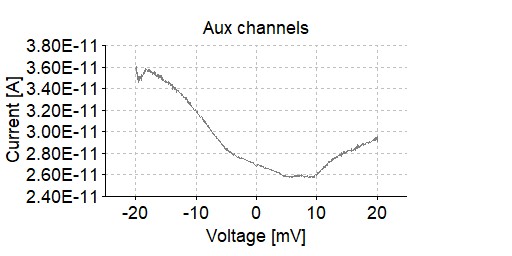 Aux channels
Current [A]
3.80E-11
3.60E-11
3.40E-11
3.20E-11
3.00E-11
2.80E-11
2.60E-11
2.40E-11
-20 -10 0 10 20
Voltage [mV]